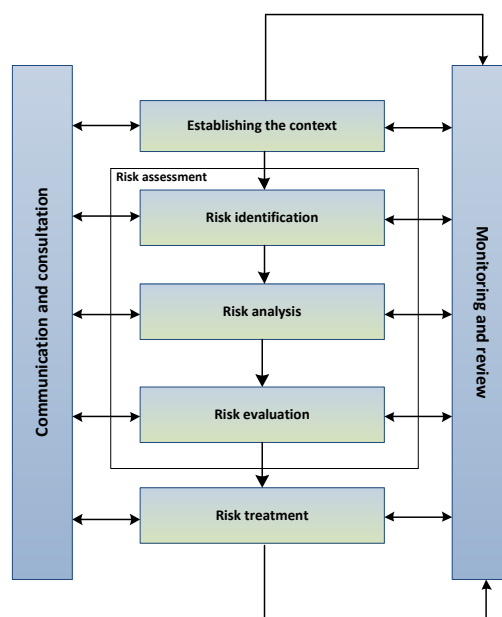 Establishing the context
Risk assessment
Risk identification
Risk analysis
Risk evaluation
Risk treatment
Communication and consultation
Monitoring and review